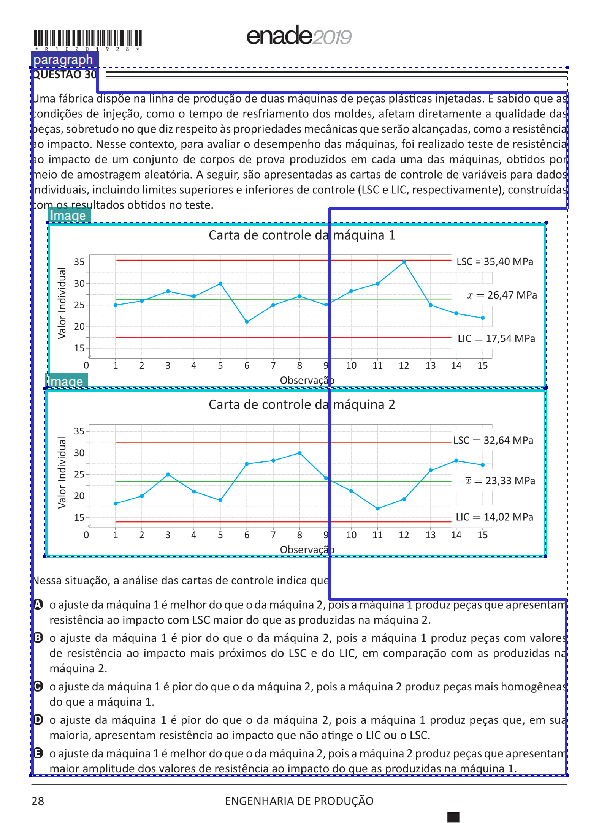 enade2019
*R1020192B*
paragraph
QUESTÃO 30
Uma fábrica dispõe na linha de produção de duas máquinas de peças plásticas injetadas. É sabido que as
condições de injeção, como o tempo de resfriamento dos moldes, afetam diretamente a qualidade das
peças, sobretudo no que diz respeito às propriedades mecânicas que serão alcançadas, como a resistência
ao impacto. Nesse contexto, para avaliar o desempenho das máquinas, foi realizado teste de resistência
ao impacto de um conjunto de corpos de prova produzidos em cada uma das máquinas, obtidos por
meio de amostragem aleatória. A seguir, são apresentadas as cartas de controle de variáveis para dados
individuais, incluindo limites superiores e inferiores de controle (LSC e LIC, respectivamente), construídas
com os resultados obtidos no teste.
Image
Carta de controle da máquina 1
Valor Individual
35
30
25
20
15
LSC = 35,40 MPa
x = 26,47 MPa
LIC = 17,54 MPa
0 1 2 3 4 5 6 7 8 9 10 11 12 13 14 15
Observação
Image
Carta de controle da máquina 2
Valor Individual
35
30
25
20
15
LSC = 32,64 MPa
x̅ = 23,33 MPa
LIC = 14,02 MPa
0 1 2 3 4 5 6 7 8 9 10 11 12 13 14 15
Observação
Nessa situação, a análise das cartas de controle indica que
A o ajuste da máquina 1 é melhor do que o da máquina 2, pois a máquina 1 produz peças que apresentam
resistência ao impacto com LSC maior do que as produzidas na máquina 2.
B o ajuste da máquina 1 é pior do que o da máquina 2, pois a máquina 1 produz peças com valores
de resistência ao impacto mais próximos do LSC e do LIC, em comparação com as produzidas na
máquina 2.
C o ajuste da máquina 1 é pior do que o da máquina 2, pois a máquina 2 produz peças mais homogêneas
do que a máquina 1.
D o ajuste da máquina 1 é pior do que o da máquina 2, pois a máquina 1 produz peças que, em sua
maioria, apresentam resistência ao impacto que não atinge o LIC ou o LSC.
E o ajuste da máquina 1 é melhor do que o da máquina 2, pois a máquina 2 produz peças que apresentam
maior amplitude dos valores de resistência ao impacto do que as produzidas na máquina 1.
28
ENGENHARIA DE PRODUÇÃO